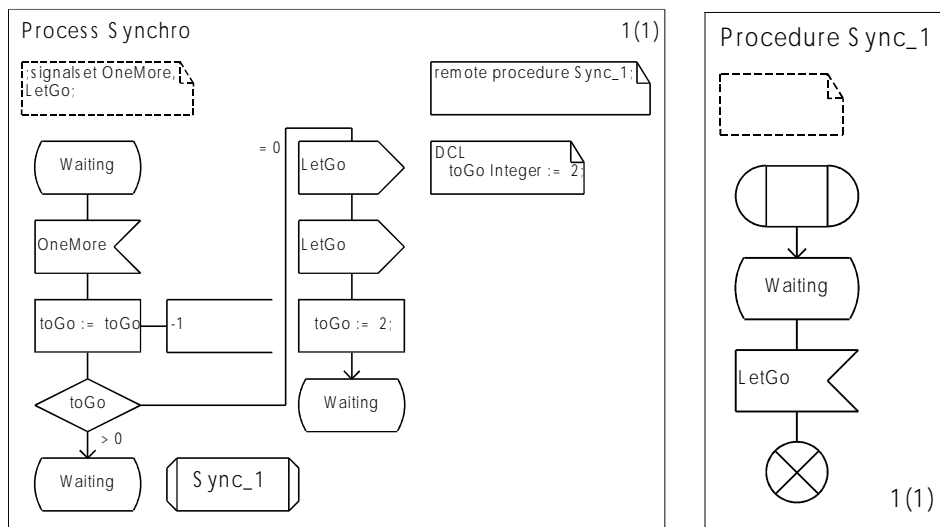 Process Synchro
1(1)
;signalset OneMore,
LetGo;
remote procedure Sync_1;
Waiting
= 0
LetGo
DCL
toGo Integer := 2;
OneMore
LetGo
toGo := toGo
-1
toGo := 2;
toGo
Waiting
> 0
Waiting
Sync_1
Procedure Sync_1
Waiting
LetGo
1(1)